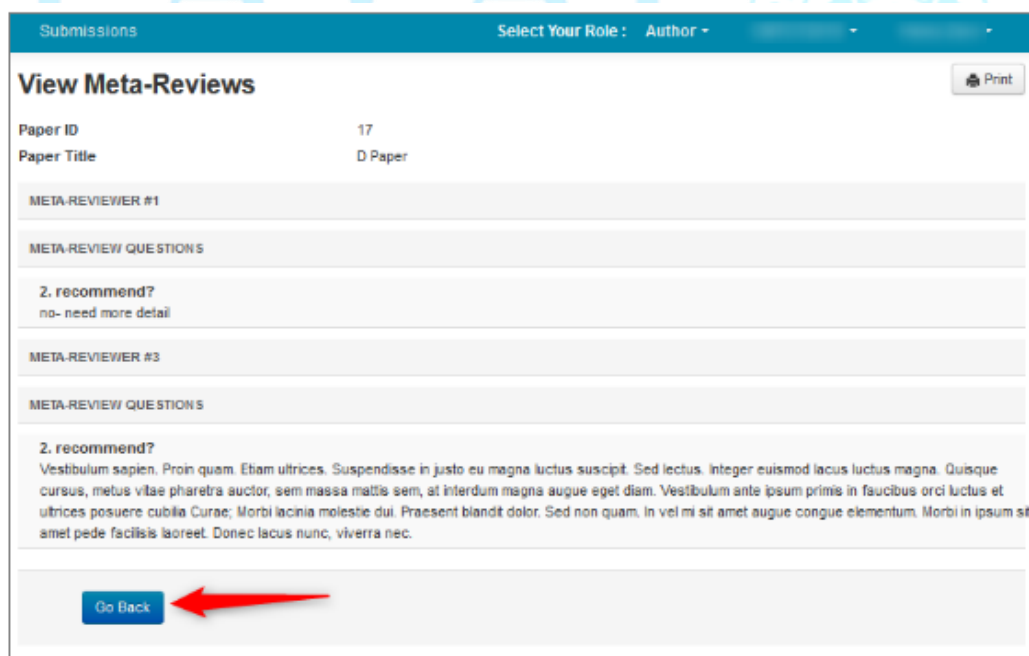 Submissions Select Your Role : Author
View Meta-Reviews
Print
Paper ID 17
Paper Title D Paper
META-REVIEWER #1
META-REVIEW QUESTIONS
2. recommend?
no- need more detail
META-REVIEWER #3
META-REVIEW QUESTIONS
2. recommend?
Vestibulum sapien. Proin quam. Etiam ultrices. Suspendisse in justo eu magna luctus suscipit. Sed lectus. Integer euismod lacus luctus magna. Quisque
cursus, metus vitae pharetra auctor, sem massa mattis sem, at interdum magna augue eget diam. Vestibulum ante ipsum primis in faucibus orci luctus et
ultrices posuere cubilia Curae; Morbi lacinia molestie dui. Praesent blandit dolor. Sed non quam. In vel mi sit amet augue congue elementum. Morbi in ipsum sit
amet pede facilisis laoreet. Donec lacus nunc, viverra nec.
Go Back